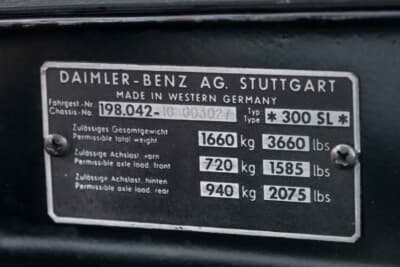 DAIMLER-BENZ AG. STUTTGART
MADE IN WESTERN GERMANY
Fahrgest.-Nr. Chassis-No. 198.042- Typ Type * 300 SL *
Zulässiges Gesamtgewicht
Permissible total weight 1660 kg 3660 lbs
Zulässige Achslast. vorn
Permissible axle load. front 720 kg 1585 lbs
Zulässige Achslast. hinten
Permissible axle load. rear 940 kg 2075 lbs